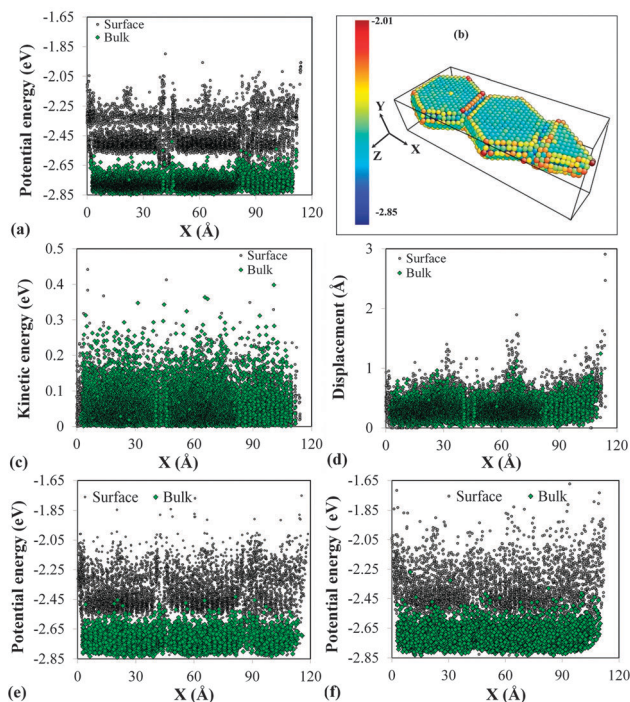 -1.65
Surface
Bulk
-1.85
-2.05
-2.25
-2.45
-2.65
-2.85
Potential energy (eV)
0 30 60 90 120
(a)
X (Å)
-2.01
(b)
Y
Z
X
-2.85
0.5
Surface
Bulk
0.4
0.3
0.2
0.1
0
Kinetic energy (eV)
0 30 60 90 120
(c)
X (Å)
3
Surface
Bulk
2
1
0
Displacement (Å)
0 30 60 90 120
(d)
X (Å)
-1.65
Surface Bulk
-1.85
-2.05
-2.25
-2.45
-2.65
-2.85
Potential energy (eV)
0 30 60 90 120
(e)
X (Å)
-1.65
Surface Bulk
-1.85
-2.05
-2.25
-2.45
-2.65
-2.85
Potential energy ( eV)
0 30 60 90 120
(f)
X (Å)